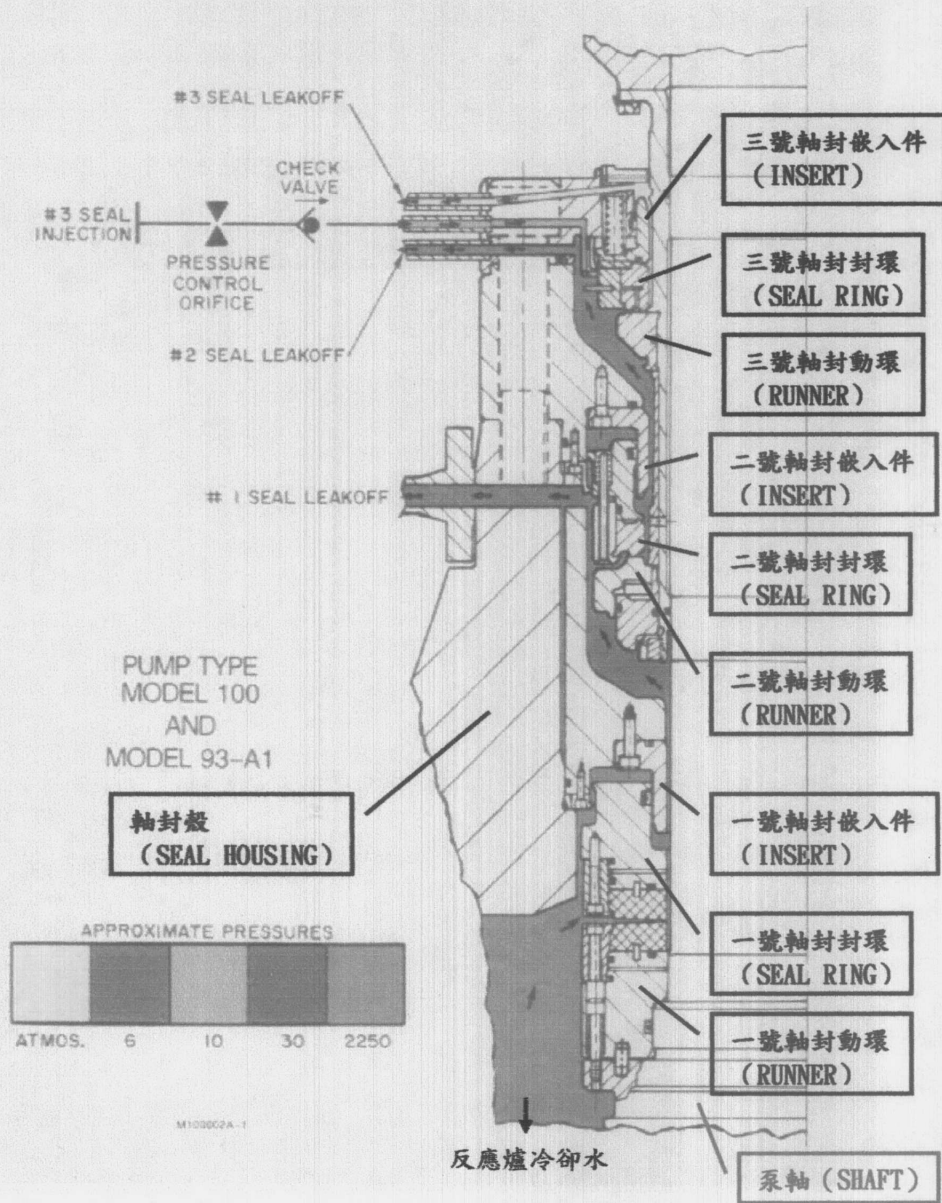 #3 SEAL LEAKOFF
CHECK
VALVE
#3 SEAL
INJECTION
PRESSURE
CONTROL
ORIFICE
#2 SEAL LEAKOFF
# 1 SEAL LEAKOFF
PUMP TYPE
MODEL 100
AND
MODEL 93-A1
軸封殼
(SEAL HOUSING)
APPROXIMATE PRESSURES
ATMOS. 6 10 30 2250
M100002A-1
反應爐冷卻水
三號軸封嵌入件
(INSERT)
三號軸封封環
(SEAL RING)
三號軸封動環
(RUNNER)
二號軸封嵌入件
(INSERT)
二號軸封封環
(SEAL RING)
二號軸封動環
(RUNNER)
一號軸封嵌入件
(INSERT)
一號軸封封環
(SEAL RING)
一號軸封動環
(RUNNER)
泵軸 (SHAFT)